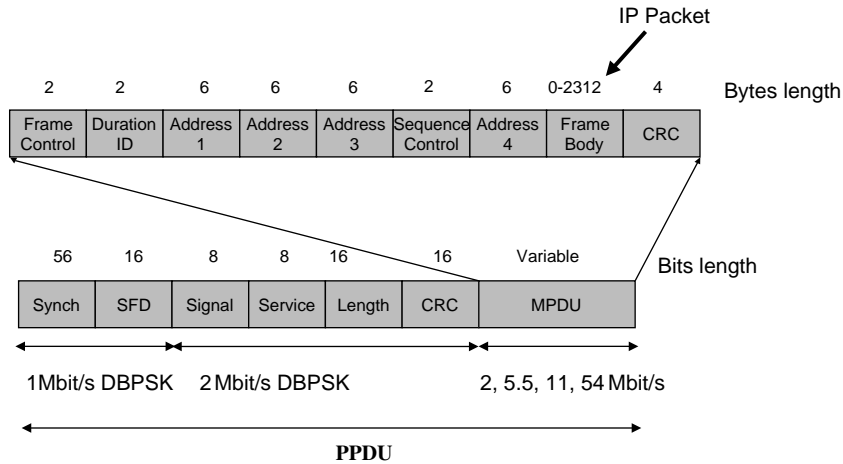 IP Packet
2 2 6 6 6 2 6 0-2312 4 Bytes length
Frame Control Duration ID Address 1 Address 2 Address 3 Sequence Control Address 4 Frame Body CRC
56 16 8 8 16 16 Variable Bits length
Synch SFD Signal Service Length CRC MPDU
1Mbit/s DBPSK 2Mbit/s DBPSK 2, 5.5, 11, 54 Mbit/s
PPDU